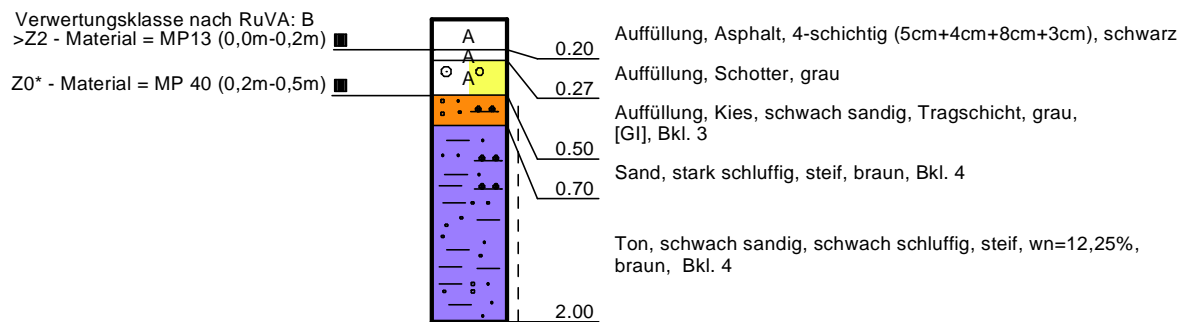 Verwertungsklasse nach RuVA: B
>Z2 - Material = MP13 (0,0m-0,2m)
Z0* - Material = MP 40 (0,2m-0,5m)
A
A
A
0.20
0.27
0.50
0.70
2.00
Auffüllung, Asphalt, 4-schichtig (5cm+4cm+8cm+3cm), schwarz
Auffüllung, Schotter, grau
Auffüllung, Kies, schwach sandig, Tragschicht, grau,
[GI], Bkl. 3
Sand, stark schluffig, steif, braun, Bkl. 4
Ton, schwach sandig, schwach schluffig, steif, wn=12,25%,
braun,  Bkl. 4